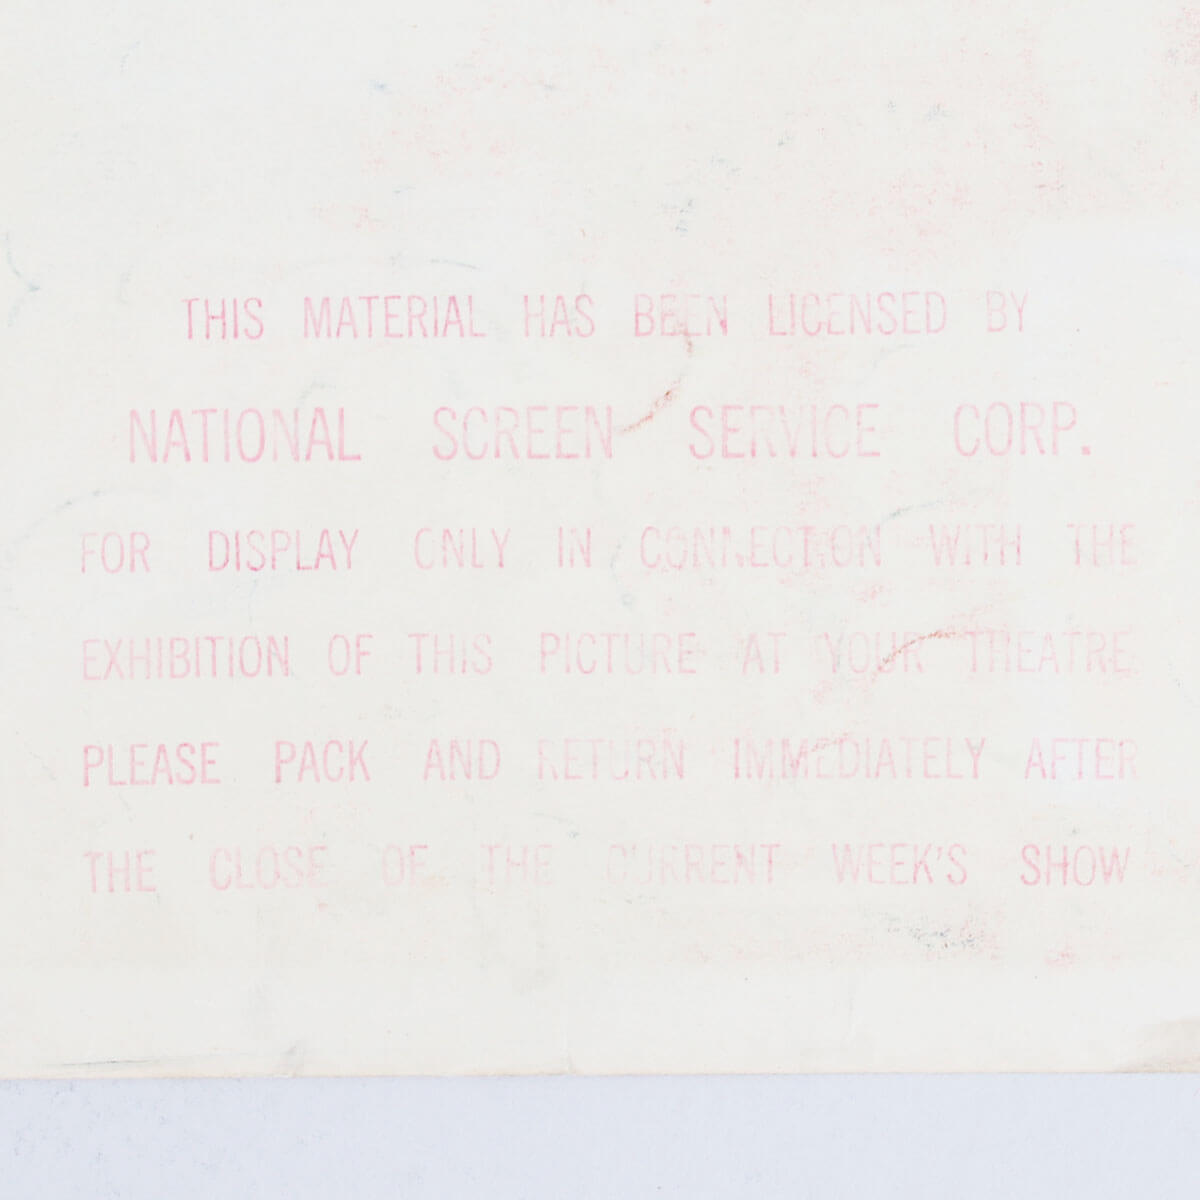 THIS MATERIAL HAS BEEN LICENSED BY
NATIONAL SCREEN SERVICE CORP.
FOR DISPLAY ONLY IN CONNECTION WITH THE
EXHIBITION OF THIS PICTURE AT YOUR THEATRE
PLEASE PACK AND RETURN IMMEDIATELY AFTER
THE CLOSE OF THE CURRENT WEEK'S SHOW